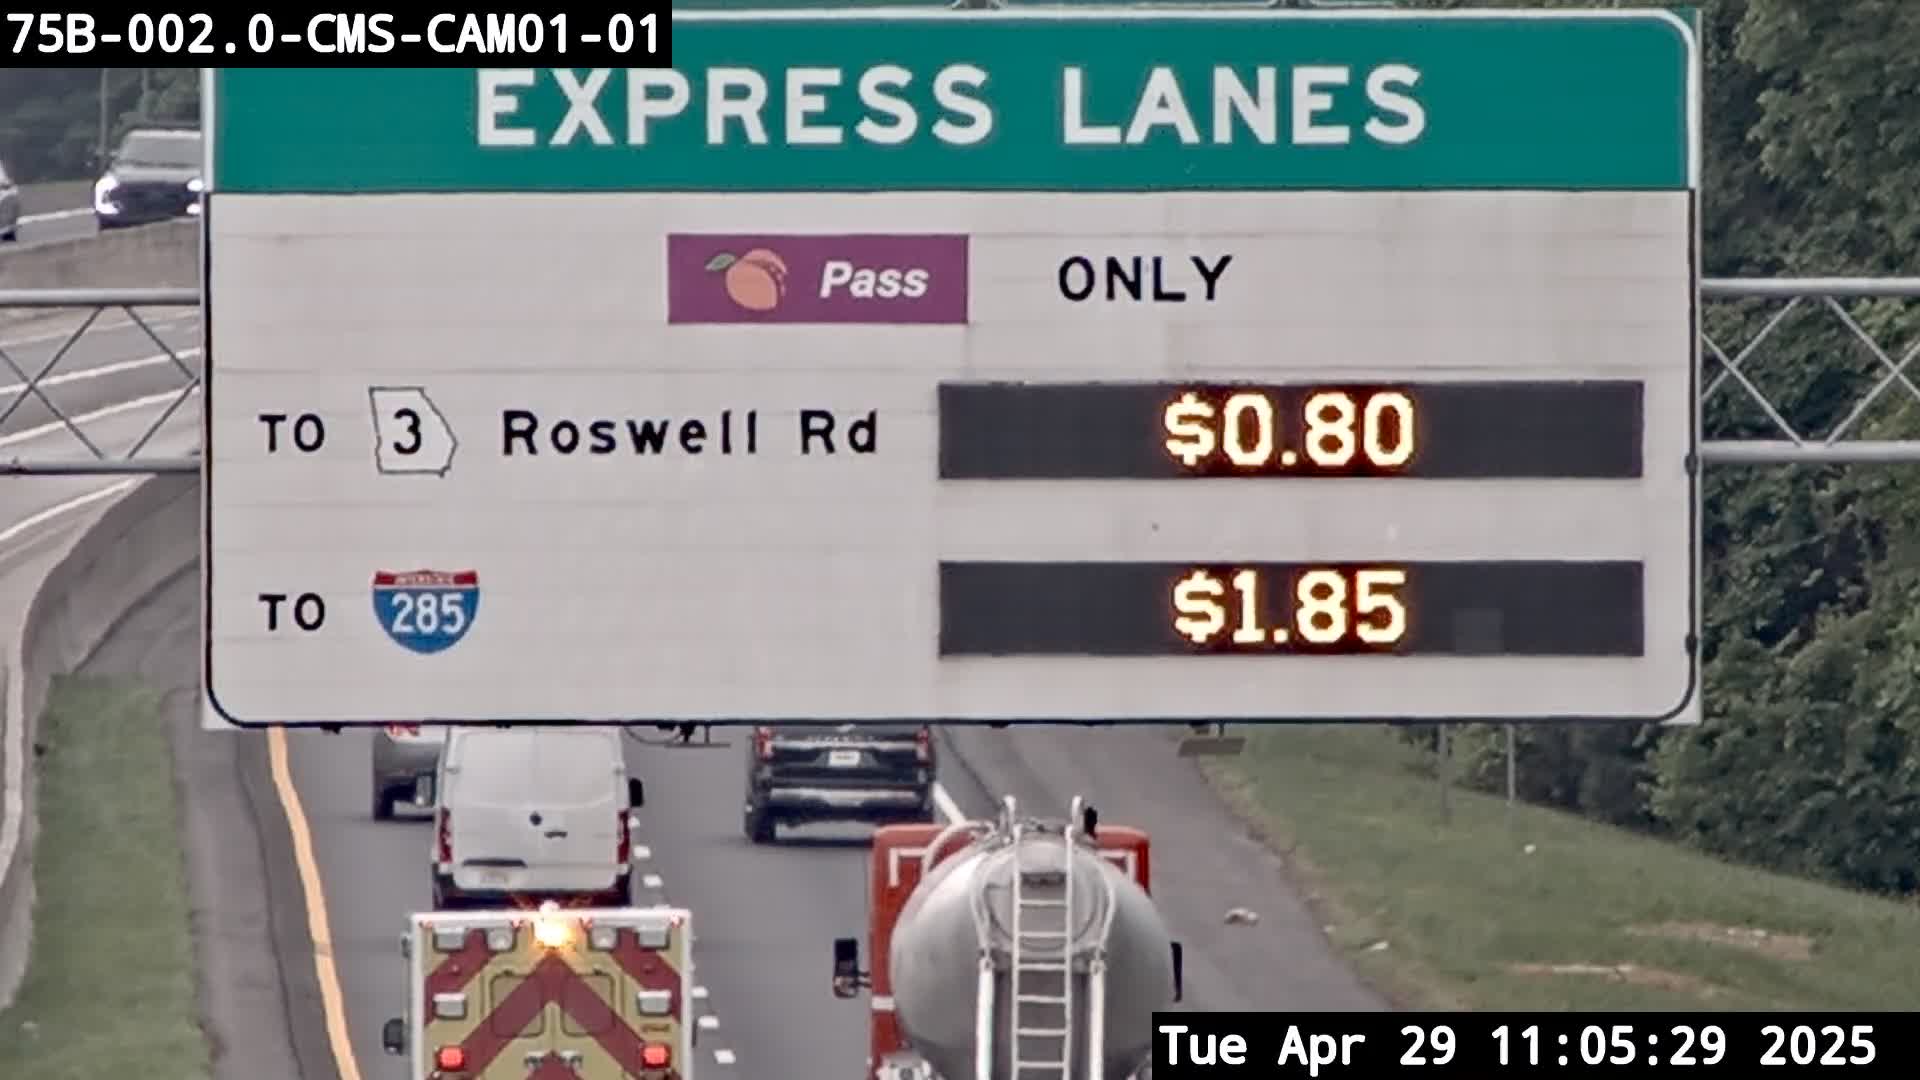 75B-002.0-CMS-CAM01-01
EXPRESS LANES
Pass ONLY
TO 3 Roswell Rd $0.80
TO 285 $1.85
Tue Apr 29 11:05:29 2025